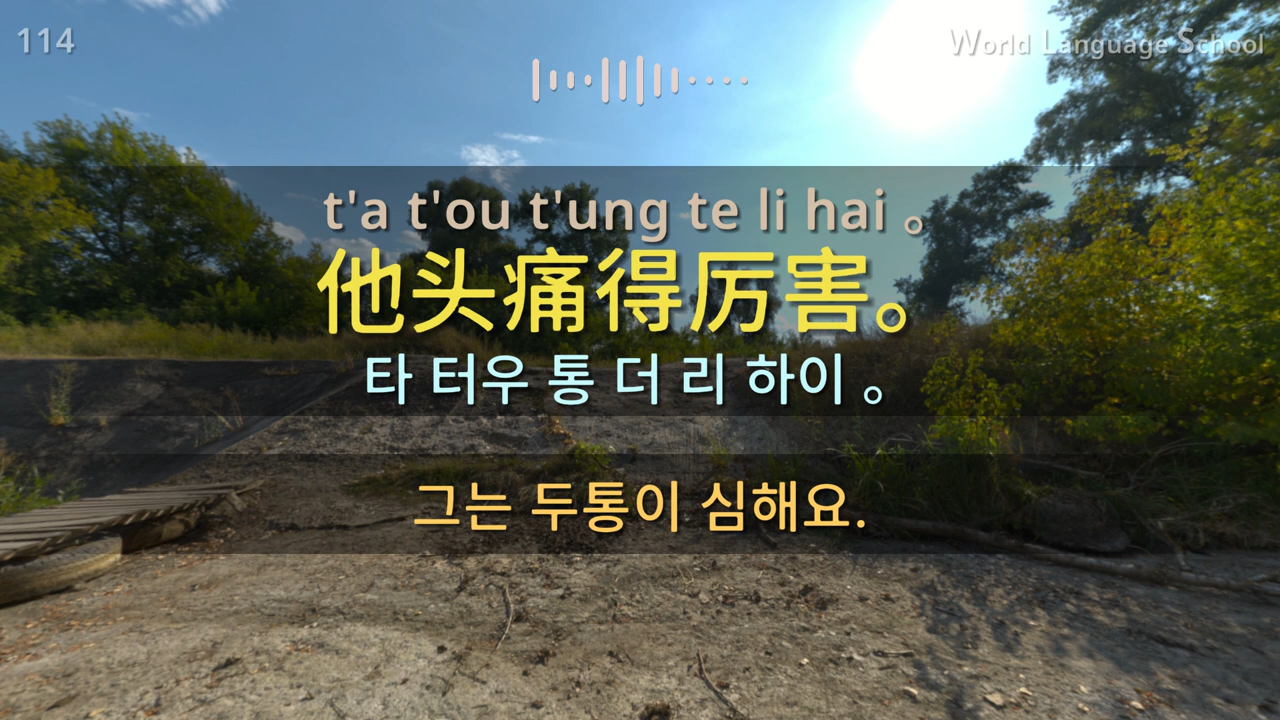 114
World Language School
t'a t'ou t'ung te li hai 。
他头痛得厉害。
타 터우 통 더 리 하이 。
그는 두통이 심해요.